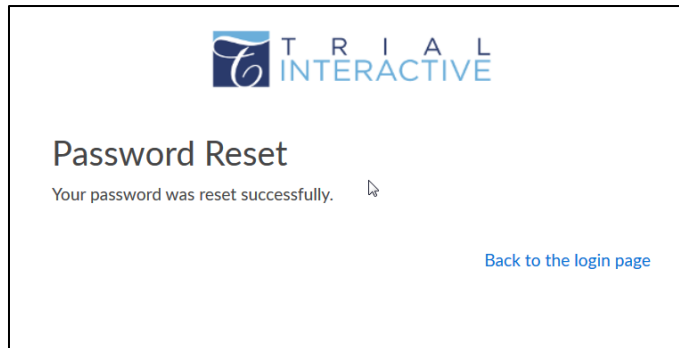 TRIAL
INTERACTIVE
Password Reset
Your password was reset successfully.
Back to the login page